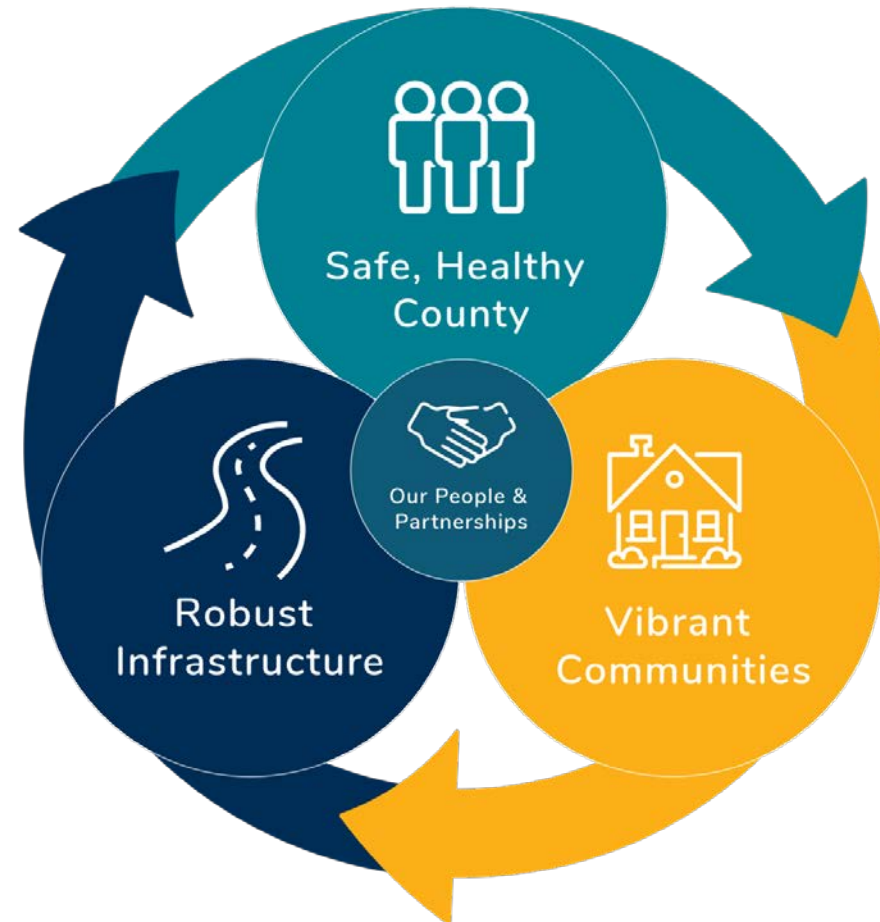 Safe, Healthy
County
Our People &
Partnerships
Robust
Infrastructure
Vibrant
Communities